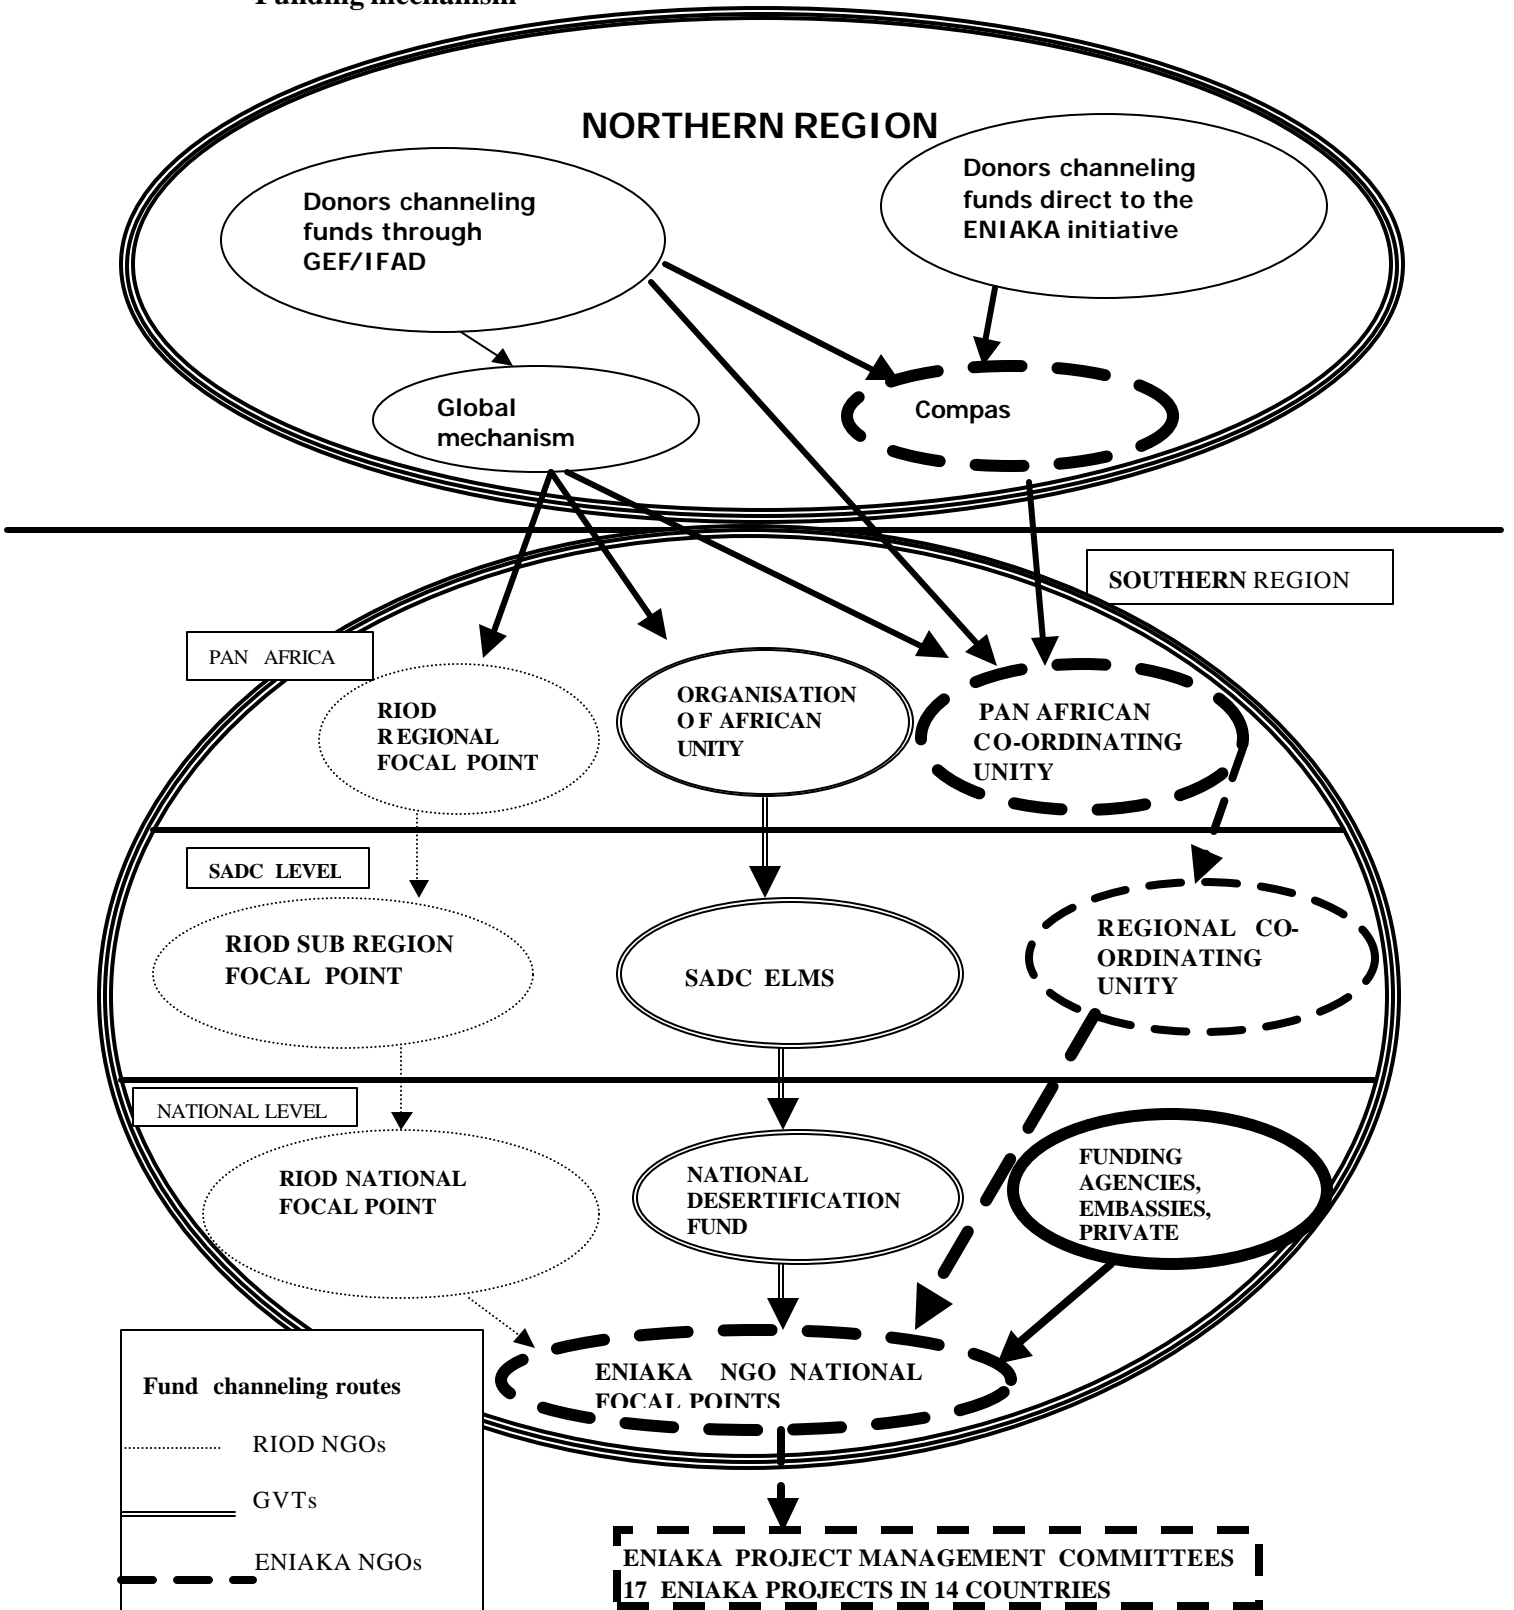 Funding mechanism
NORTHERN REGION
Donors channeling
funds through
GEF/IFAD
Donors channeling
funds direct to the
ENIAKA initiative
Global
mechanism
Compas
SOUTHERN REGION
PAN AFRICA
RIOD
REGIONAL
FOCAL POINT
ORGANISATION
OF AFRICAN
UNITY
PAN AFRICAN
CO-ORDINATING
UNITY
SADC LEVEL
RIOD SUB REGION
FOCAL POINT
SADC ELMS
REGIONAL CO-
ORDINATING
UNITY
NATIONAL LEVEL
RIOD NATIONAL
FOCAL POINT
NATIONAL
DESERTIFICATION
FUND
FUNDING
AGENCIES,
EMBASSIES,
PRIVATE
ENIAKA NGO NATIONAL
FOCAL POINTS
Fund channeling routes
RIOD NGOs
GVTs
ENIAKA NGOs
ENIAKA PROJECT MANAGEMENT COMMITTEES
17 ENIAKA PROJECTS IN 14 COUNTRIES